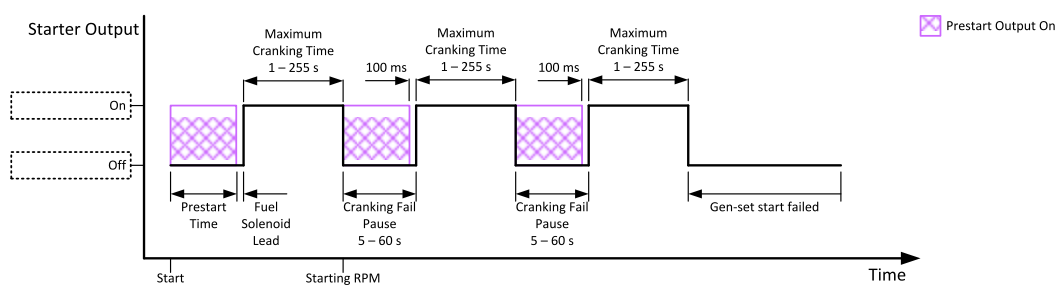 Starter Output
Prestart Output On
Maximum
Cranking Time
1 – 255 s
100 ms
Maximum
Cranking Time
1 – 255 s
100 ms
Maximum
Cranking Time
1 – 255 s
On
Off
Prestart
Time
Fuel
Solenoid
Lead
Cranking Fail
Pause
5 – 60 s
Cranking Fail
Pause
5 – 60 s
Gen-set start failed
Start
Starting RPM
Time